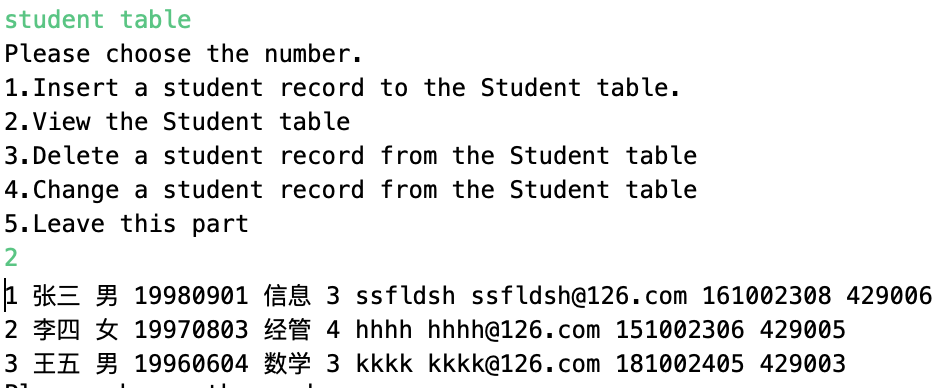 student table
Please choose the number.
1.Insert a student record to the Student table.
2.View the Student table
3.Delete a student record from the Student table
4.Change a student record from the Student table
5.Leave this part
2
1 张三 男 19980901 信息 3 ssfldsh ssfldsh@126.com 161002308 429006
2 李四 女 19970803 经管 4 hhhh hhhh@126.com 151002306 429005
3 王五 男 19960604 数学 3 kkkk kkkk@126.com 181002405 429003